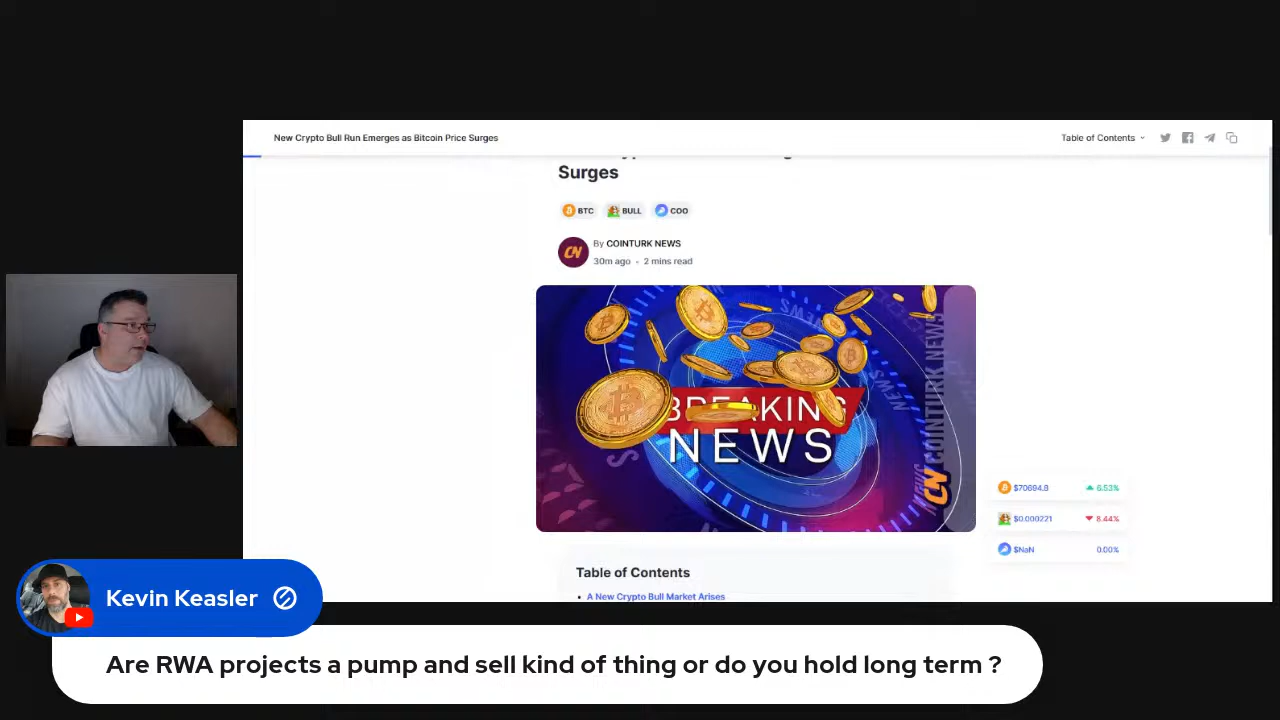 New Crypto Bull Run Emerges as Bitcoin Price Surges
Table of Contents
Surges
BTC BULL COO
CN
By COINTURK NEWS
30m ago - 2 mins read
NEWS
BREAKING
NEWS
COINTURK NEWS
CN
$70694.8 6.53%
$0.000221 8.44%
$NaN 0.00%
Table of Contents
• A New Crypto Bull Market Arises
Kevin Keasler
Are RWA projects a pump and sell kind of thing or do you hold long term ?